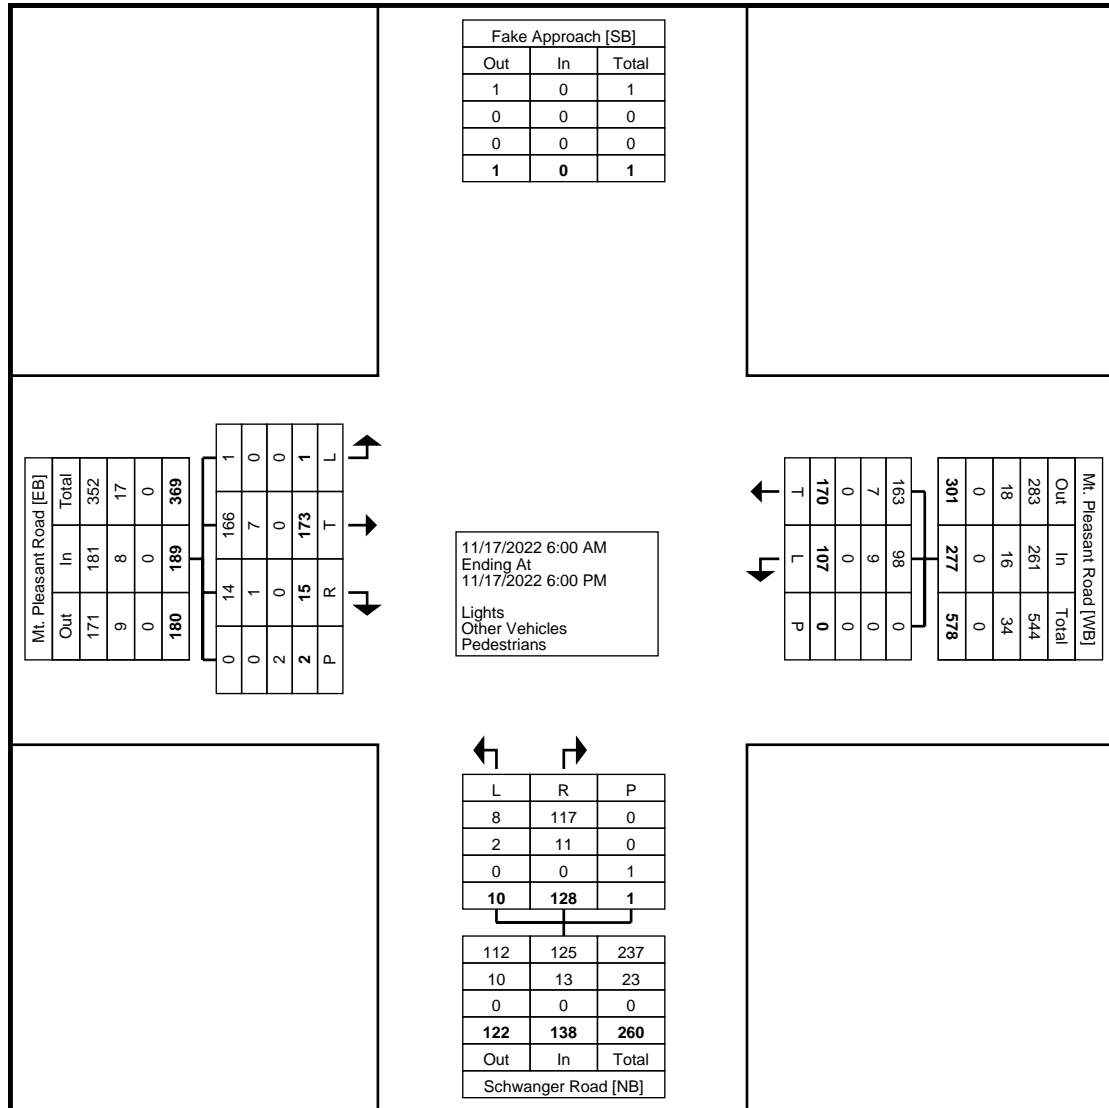 Fake Approach [SB]
Out In Total
1 0 1
0 0 0
0 0 0
1 0 1
Mt. Pleasant Road [EB]
Out In Total
171 181 352
9 8 17
0 0 0
180 189 369
0 14 166 1
0 1 7 0
2 0 0 0
2 15 173 1
P R T L
11/17/2022 6:00 AM
Ending At
11/17/2022 6:00 PM
Lights
Other Vehicles
Pedestrians
Mt. Pleasant Road [WB]
Out In Total
283 261 544
18 16 34
0 0 0
301 277 578
163 98 0
7 9 0
0 0 0
170 107 0
T L P
L R P
8 117 0
2 11 0
0 0 1
10 128 1
112 125 237
10 13 23
0 0 0
122 138 260
Out In Total
Schwanger Road [NB]